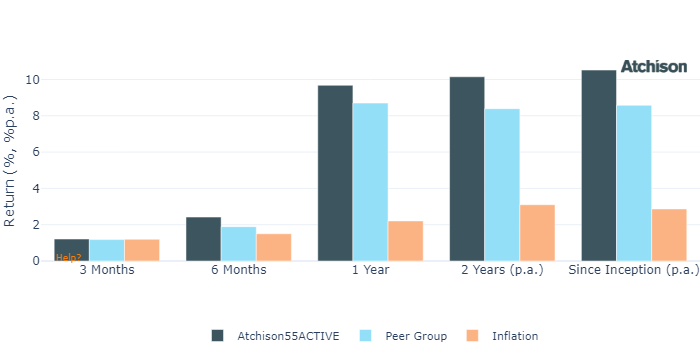 Atchison
Return (%, %p.a.)
10
8
6
4
2
0
Help?
3 Months
6 Months
1 Year
2 Years (p.a.)
Since Inception (p.a.)
Atchison55ACTIVE
Peer Group
Inflation